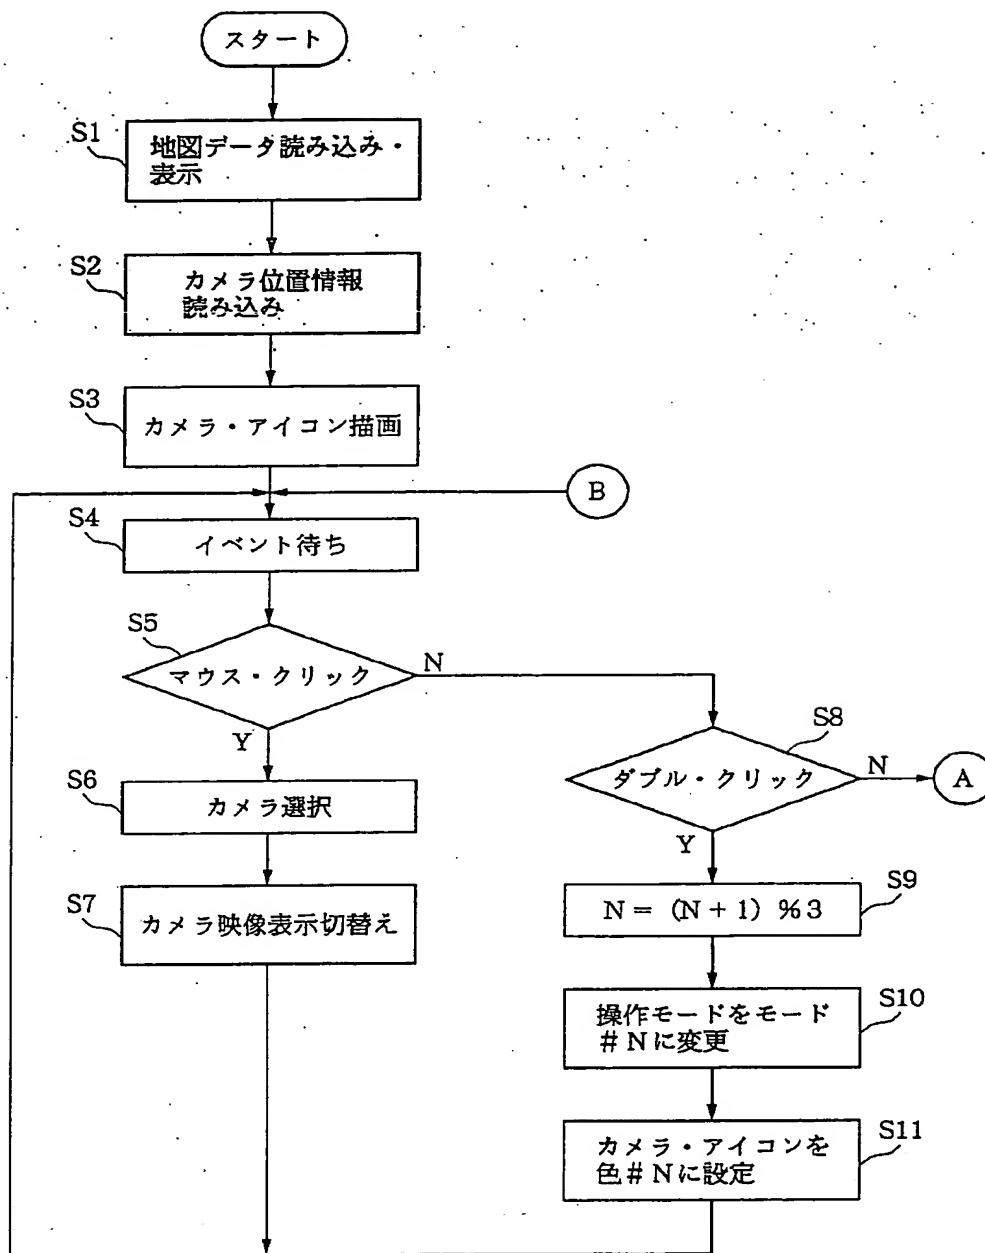 スタート
S1
地図データ読み込み・
表示
S2
カメラ位置情報
読み込み
S3
カメラ・アイコン描画
B
S4
イベント待ち
S5
マウス・クリック
N
Y
S6
カメラ選択
S7
カメラ映像表示切替え
S8
ダブル・クリック
N
A
Y
S9
N = (N + 1) %3
S10
操作モードをモード
#Nに変更
S11
カメラ・アイコンを
色#Nに設定